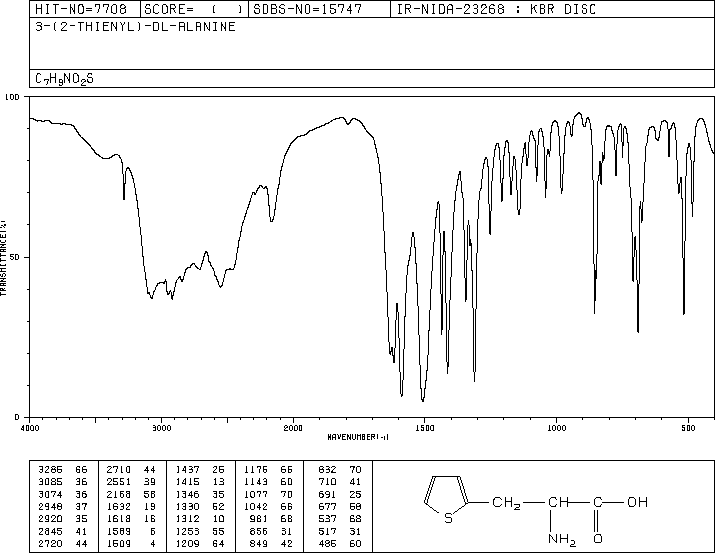 HIT-NO=7708 SCORE= ( ) SDBS-NO=15747 IR-NIDA-23268 : KBR DISC
3-(2-THIENYL)-DL-ALANINE
C7H9NO2S
100
50
0
TRANSMITTANCE(%)
4000 3000 2000 1500 1000 500
WAVENUMBER(-1)
3285 66 2710 44 1437 26 1176 66 832 70
3085 36 2551 39 1415 13 1143 60 710 41
3074 36 2168 58 1346 35 1077 70 691 25
2948 37 1632 19 1330 52 1042 66 677 58
2920 35 1618 16 1312 10 981 68 537 68
2845 41 1589 6 1253 55 856 31 517 31
2720 44 1509 4 1209 64 849 42 486 60
S CH2 CH C OH
NH2 O